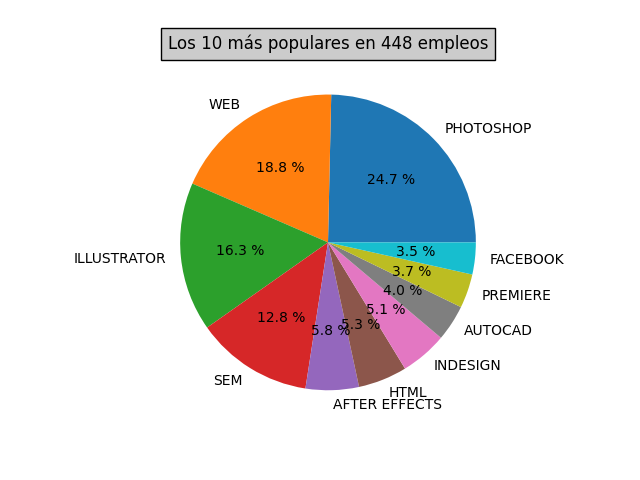 Los 10 más populares en 448 empleos
WEB
PHOTOSHOP
18.8 %
24.7 %
ILLUSTRATOR
16.3 %
3.5 %
FACEBOOK
3.7 %
PREMIERE
4.0 %
AUTOCAD
5.1 %
INDESIGN
12.8 %
5.8 %
5.3 %
SEM
HTML
AFTER EFFECTS